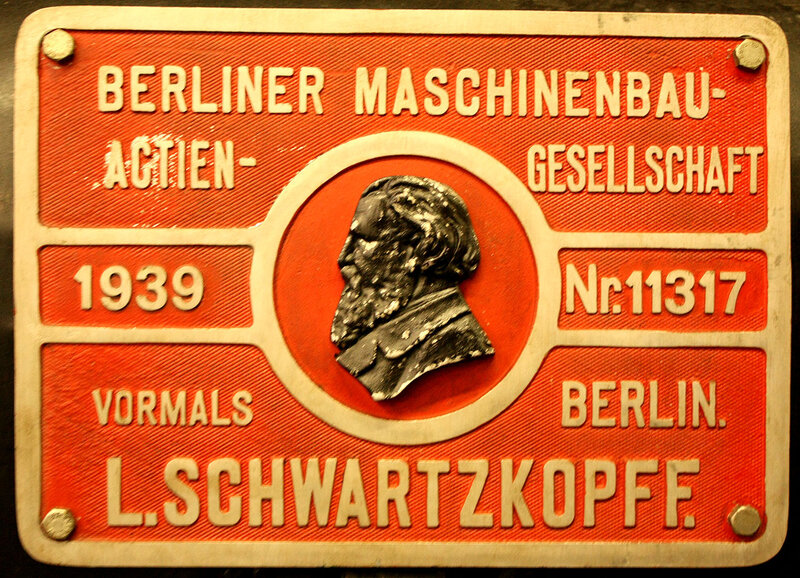 BERLINER MASCHINENBAU-
ACTIEN- GESELLSCHAFT
1939 Nr. 11317
VORMALS BERLIN.
L. SCHWARTZKOPFF.